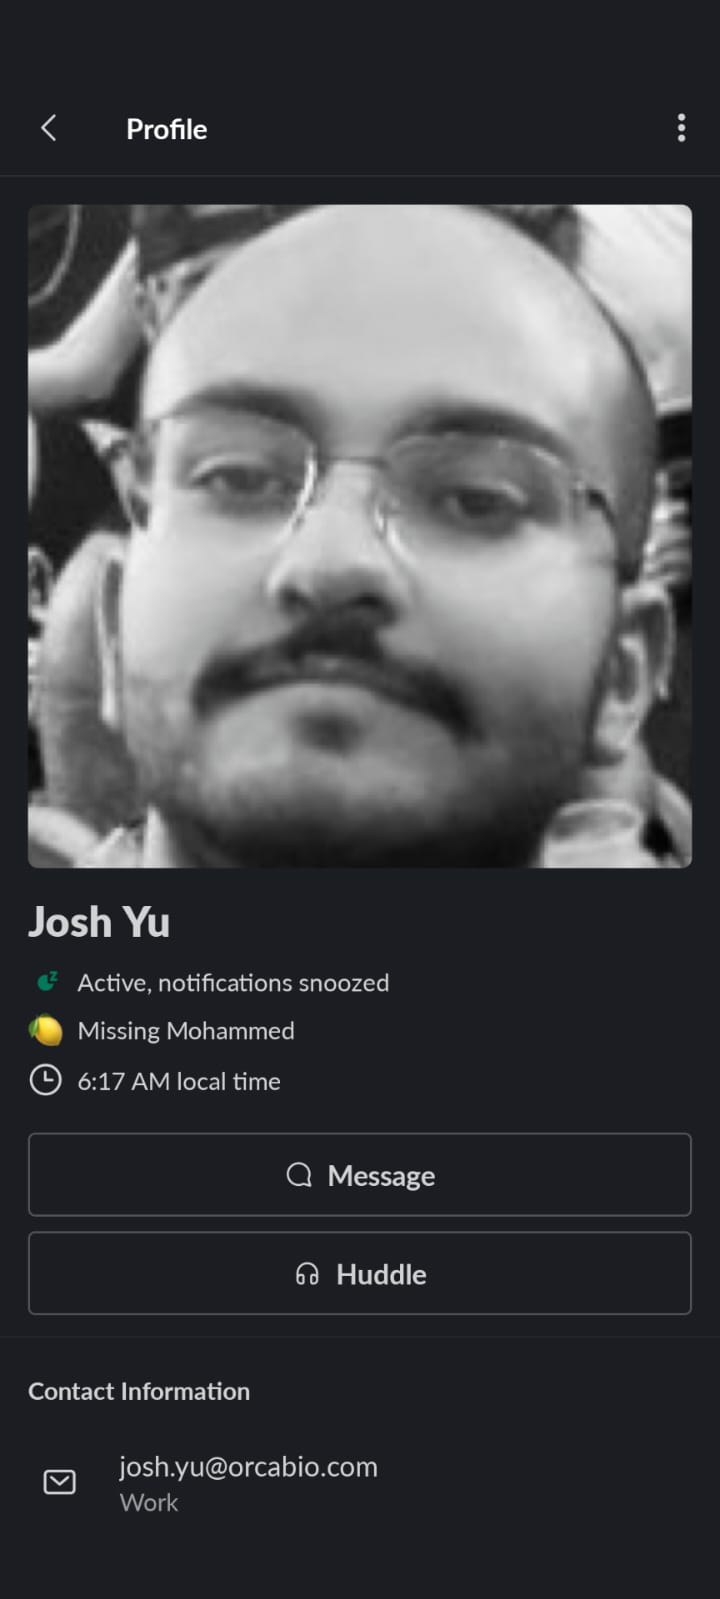 Profile
Josh Yu
Active, notifications snoozed
Missing Mohammed
6:17 AM local time
Message
Huddle
Contact Information
josh.yu@orcabio.com
Work